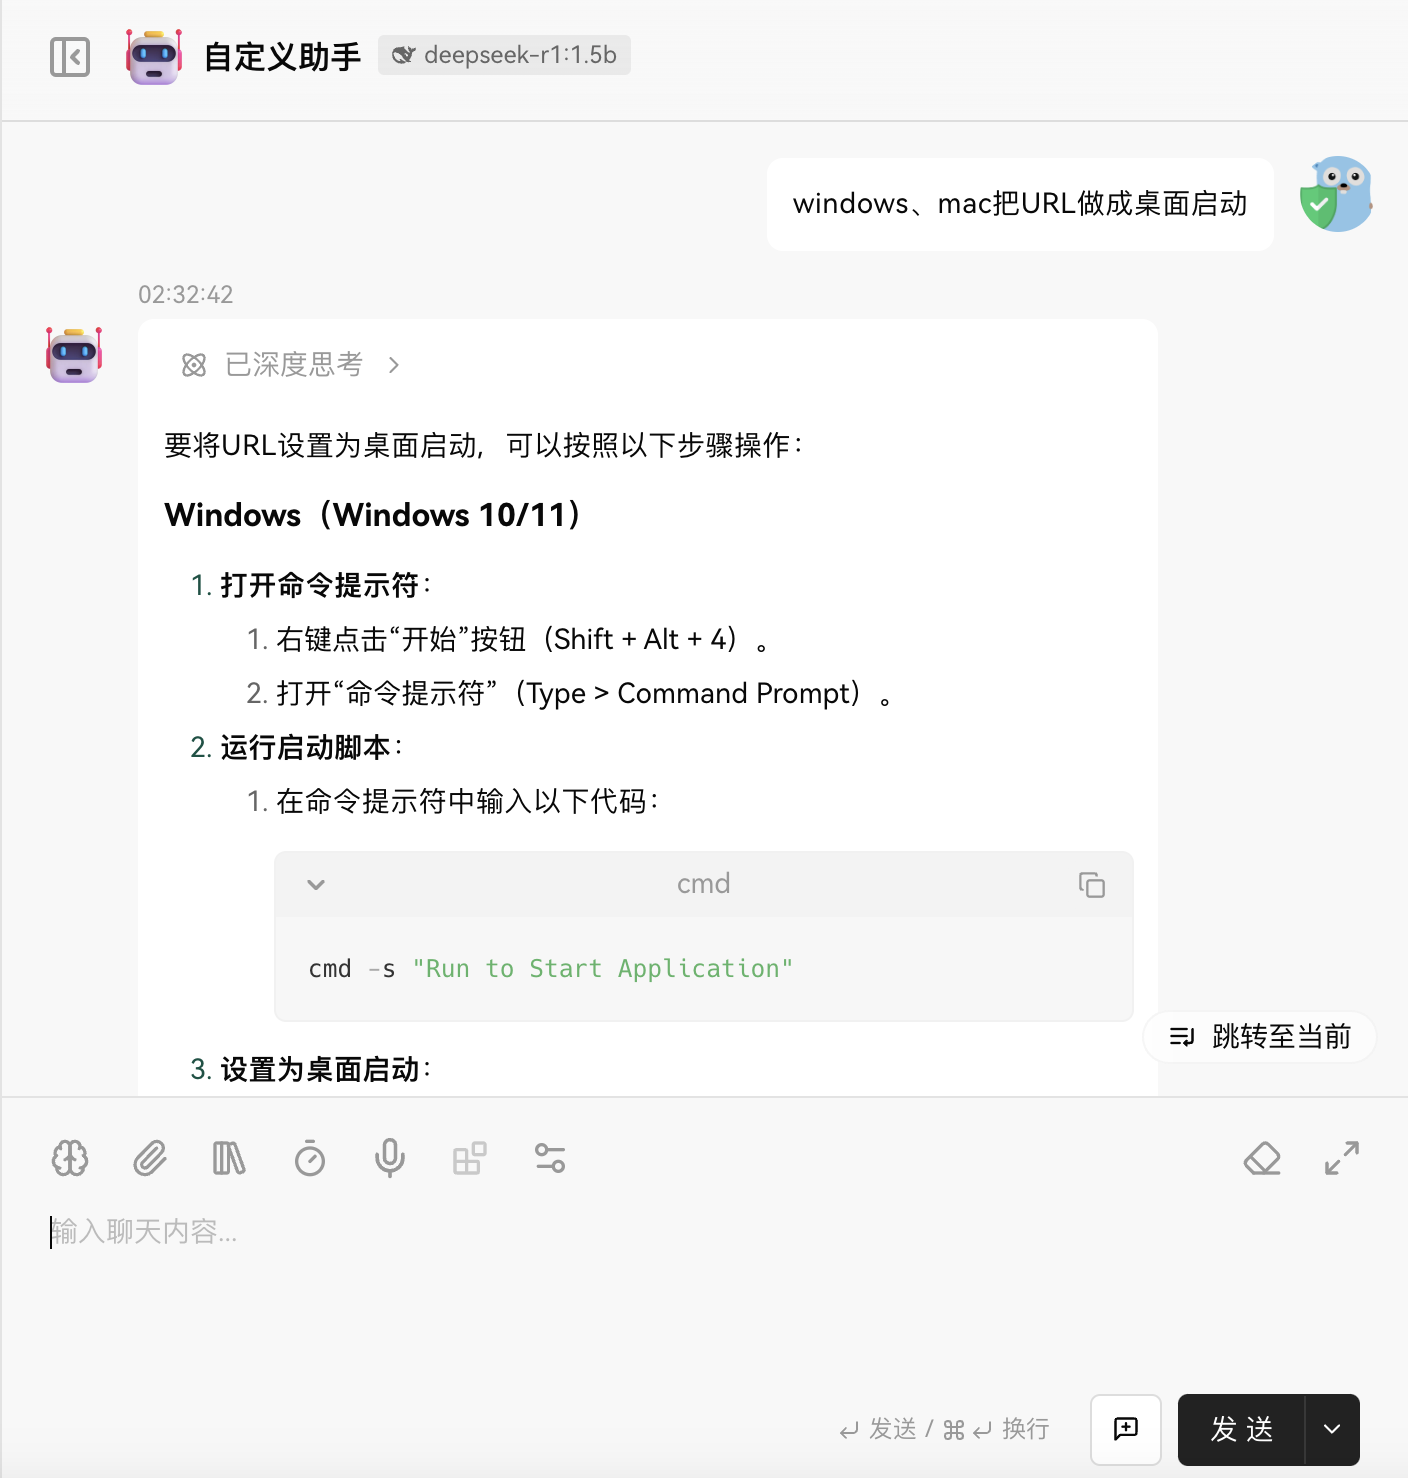 自定义助手 deepseek-r1:1.5b
windows、mac把URL做成桌面启动
02:32:42
已深度思考
要将URL设置为桌面启动，可以按照以下步骤操作：
Windows（Windows 10/11）
1. 打开命令提示符：
1. 右键点击“开始”按钮（Shift + Alt + 4）。
2. 打开“命令提示符”（Type > Command Prompt）。
2. 运行启动脚本：
1. 在命令提示符中输入以下代码：
cmd
cmd -s "Run to Start Application"
跳转至当前
3. 设置为桌面启动：
输入聊天内容...
↵ 发送 / ⌘ ↵ 换行
发 送